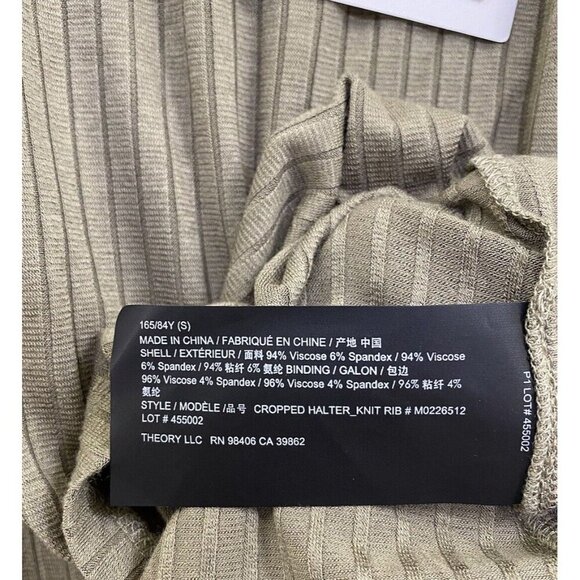 165/84Y (S)
MADE IN CHINA / FABRIQUÉ EN CHINE / 产地 中国
SHELL / EXTÉRIEUR / 面料 94% Viscose 6% Spandex / 94% Viscose
6% Spandex / 94% 粘纤 6% 氨纶 BINDING / GALON / 包边
96% Viscose 4% Spandex / 96% Viscose 4% Spandex / 96% 粘纤 4%
氨纶
STYLE / MODÈLE /品号 CROPPED HALTER_KNIT RIB # M0226512
LOT # 455002
THEORY LLC RN 98406 CA 39862
P1 LOT# 455002